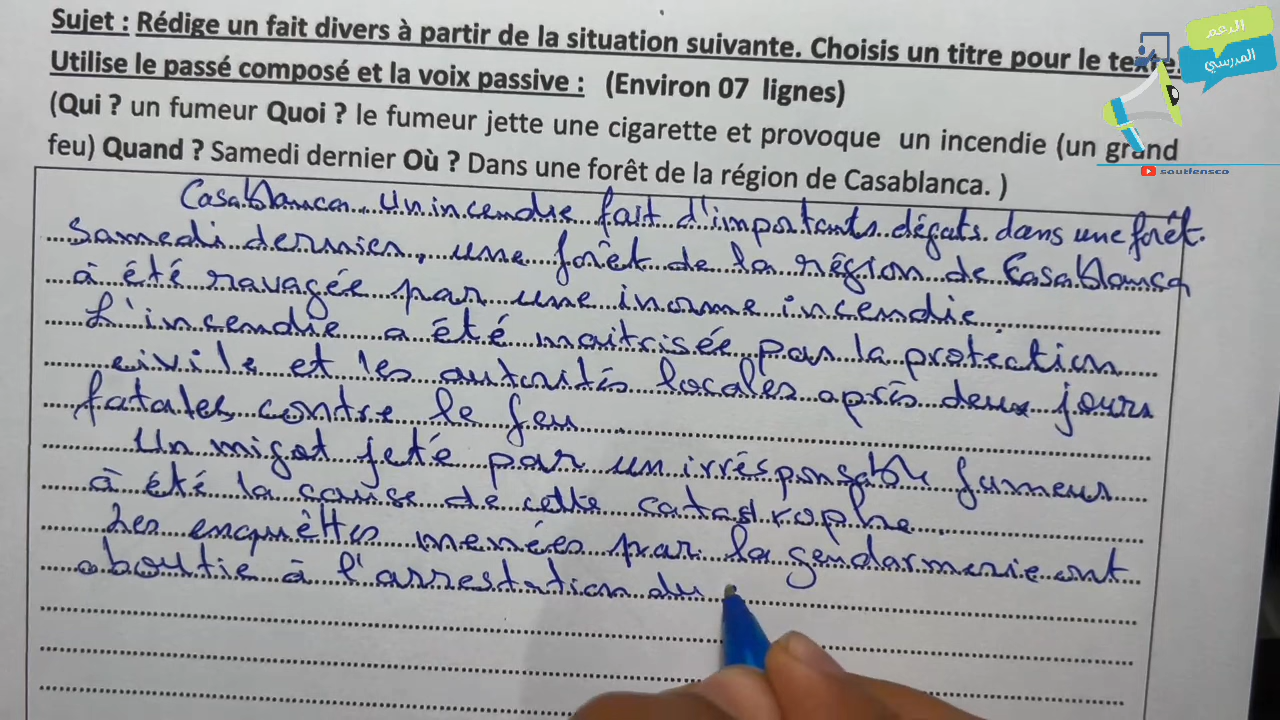 الدعم
المدرسي
soutfensco
Sujet : Rédige un fait divers à partir de la situation suivante. Choisis un titre pour le texte.
Utilise le passé composé et la voix passive : (Environ 07 lignes)
(Qui ? un fumeur Quoi ? le fumeur jette une cigarette et provoque un incendie (un grand
feu) Quand ? Samedi dernier Où ? Dans une forêt de la région de Casablanca. )
Casablanca. Un incendie fait d'importants dégats dans une forêt.
Samedi dernier, une forêt de la région de Casablanca
à été ravagée par une inorme incendie.
L'incendie a été maitrisée par la protéction
civile et les autorités locales après deux jours
fatales contre le feu.
Un migot jeté par un irrésponsable fumeur
à été la cause de cette catastrophe.
Les enquêttes menées par la gendarmerie ont
aboutie à l'arrestation du